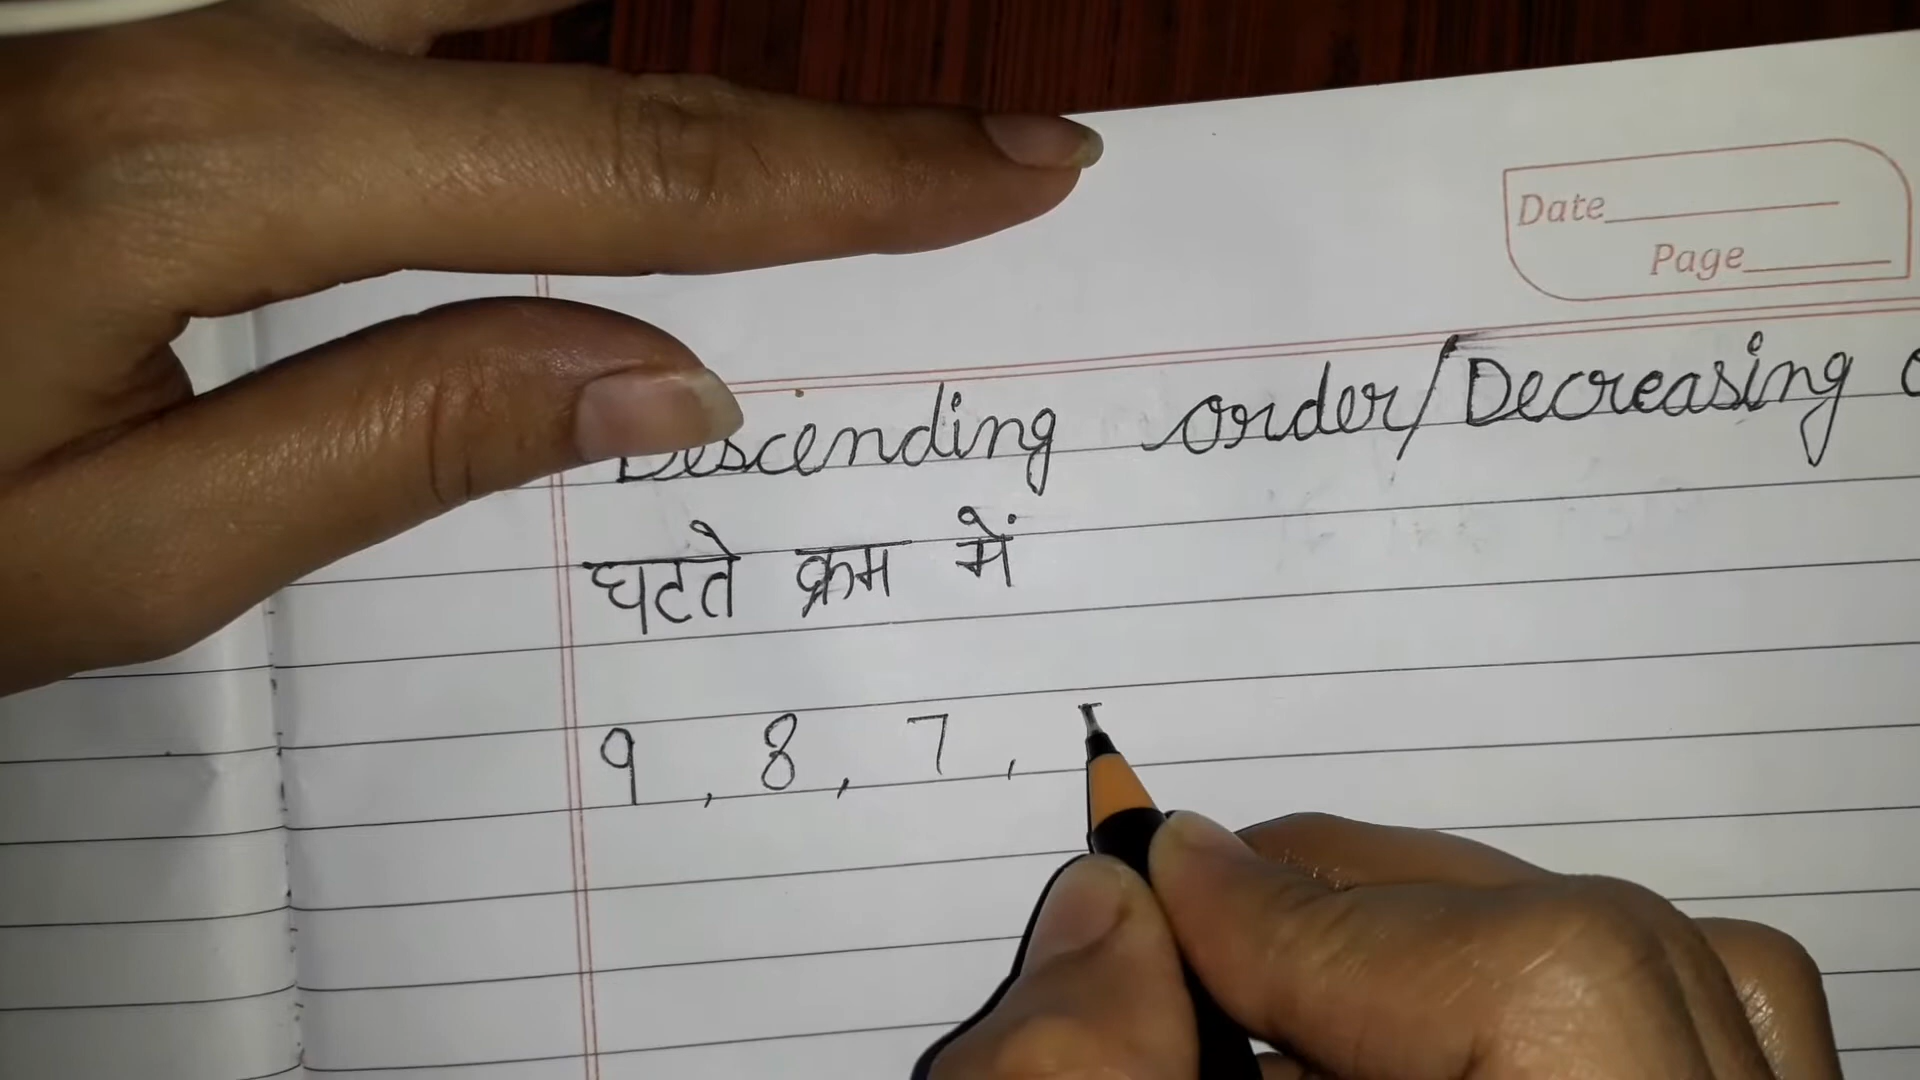 Date
Page
Descending order/Decreasing
घटते क्रम में
9, 8, 7,